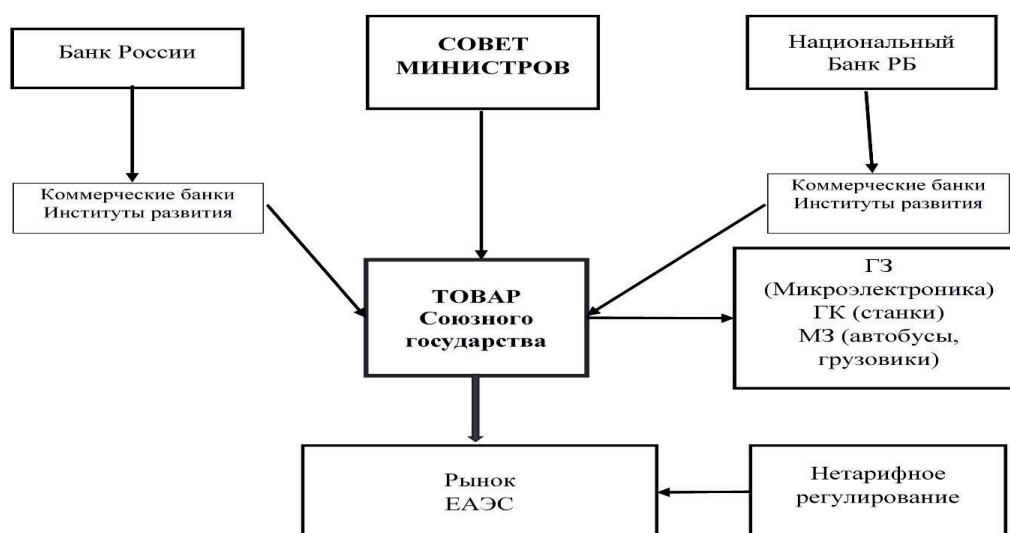 Банк России
СОВЕТ
МИНИСТРОВ
Национальный
Банк РБ
Коммерческие банки
Институты развития
Коммерческие банки
Институты развития
ТОВАР
Союзного
государства
ГЗ
(Микроэлектроника)
ГК (станки)
МЗ (автобусы,
грузовики)
Рынок
ЕАЭС
Нетарифное
регулирование